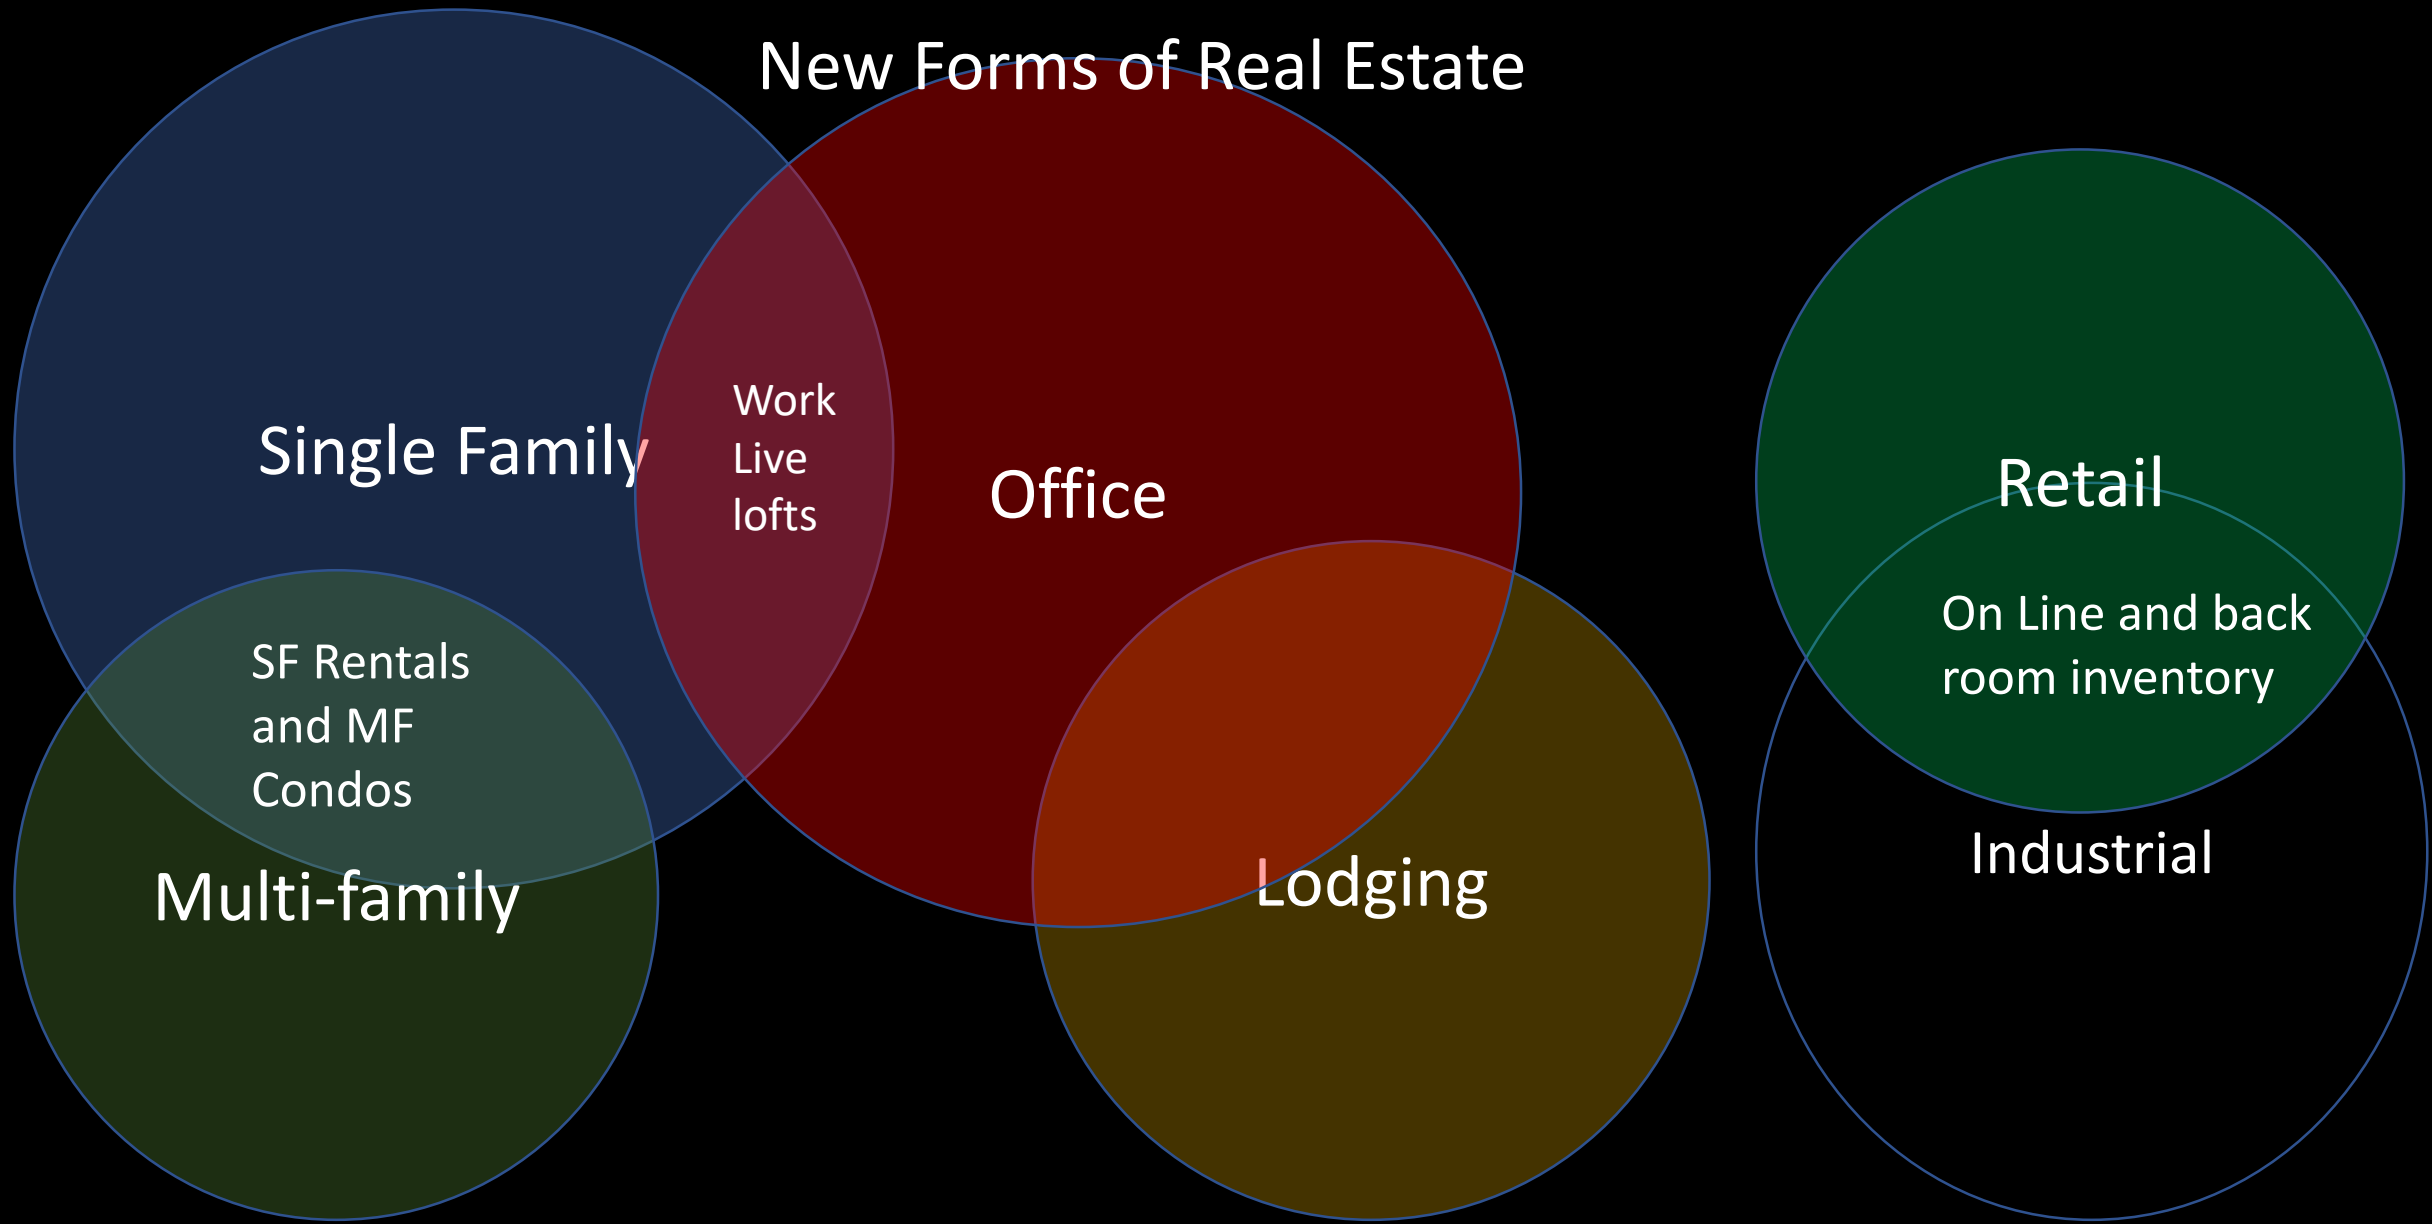 New Forms of Real Estate
Single Family
Work
Live
lofts
Office
Retail
SF Rentals
and MF
Condos
On Line and back
room inventory
Multi-family
Lodging
Industrial